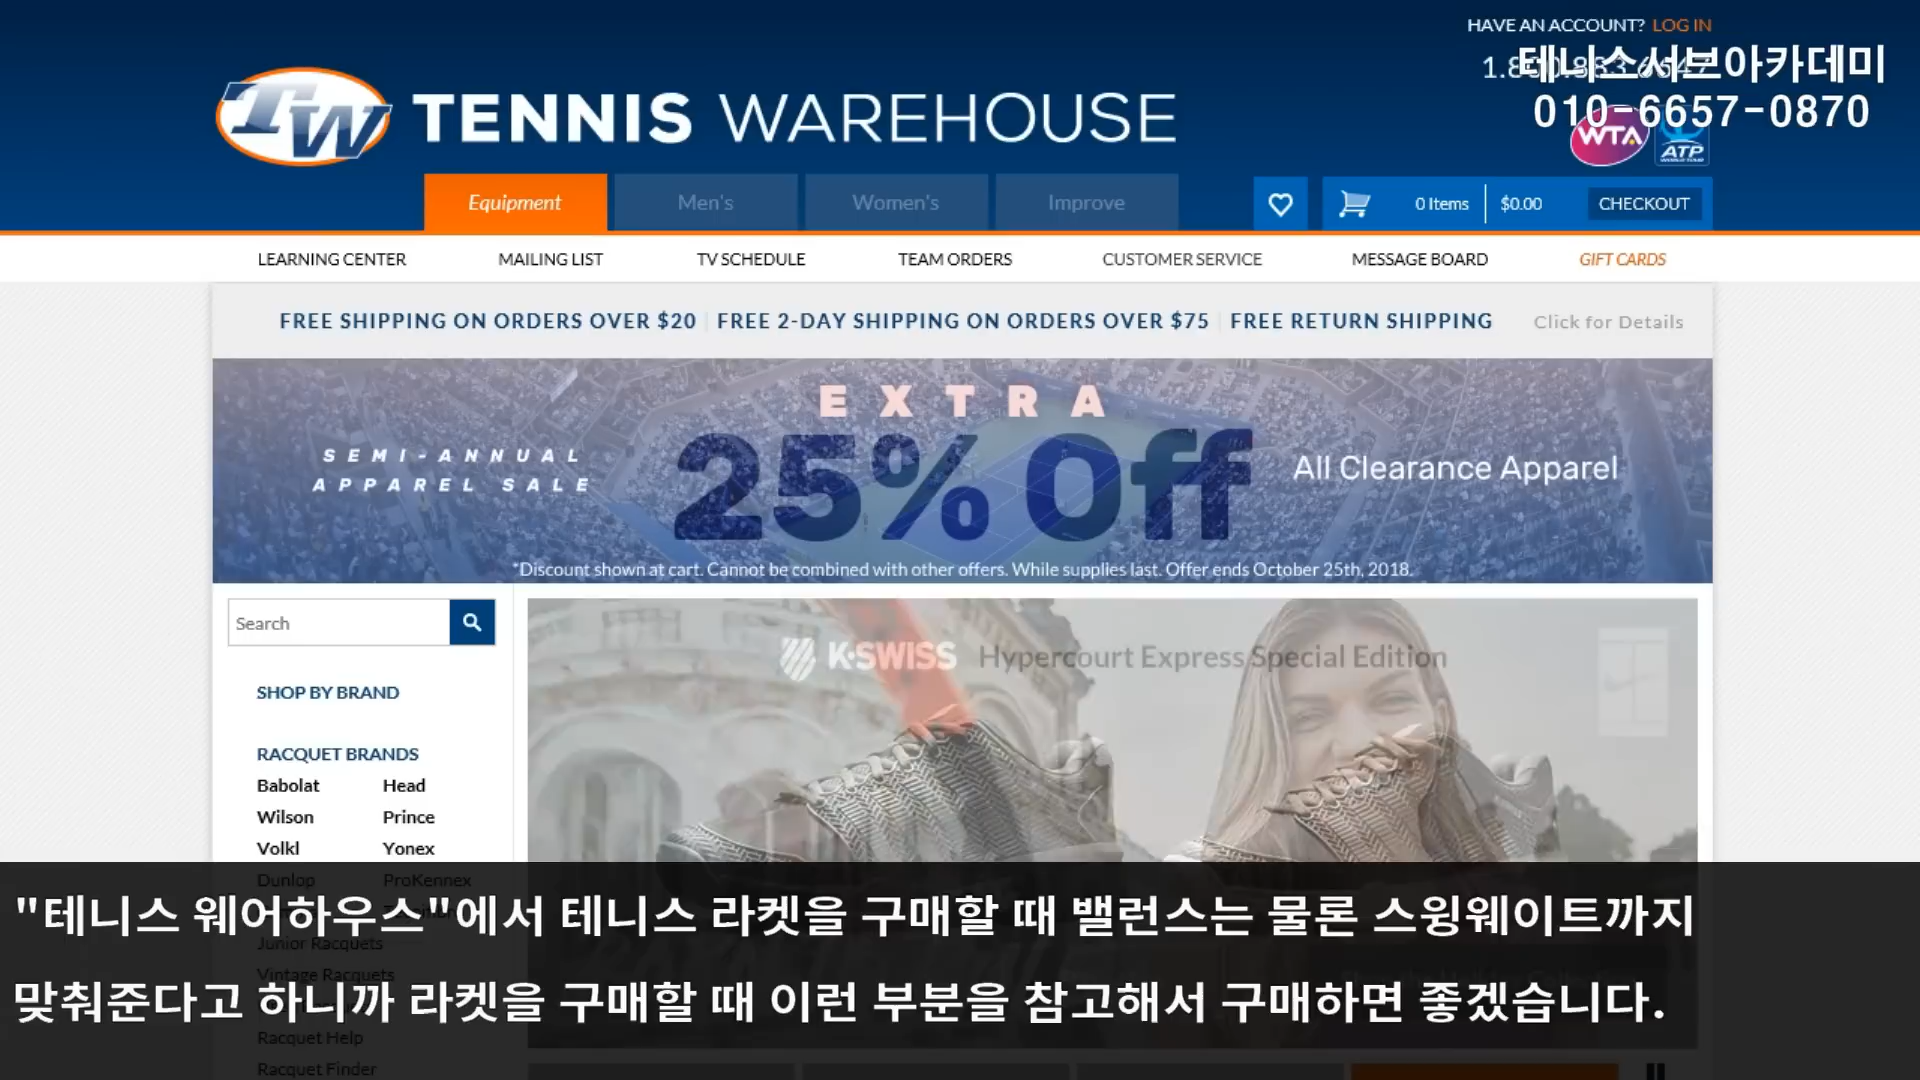 HAVE AN ACCOUNT? LOG IN
테니스서브아카데미
010-6657-0870
TW TENNIS WAREHOUSE
WTA
ATP
Equipment Men's Women's Improve 0 Items $0.00 CHECKOUT
LEARNING CENTER MAILING LIST TV SCHEDULE TEAM ORDERS CUSTOMER SERVICE MESSAGE BOARD GIFT CARDS
FREE SHIPPING ON ORDERS OVER $20 FREE 2-DAY SHIPPING ON ORDERS OVER $75 FREE RETURN SHIPPING Click for Details
SEMI-ANNUAL
APPAREL SALE
EXTRA
25% Off
All Clearance Apparel
*Discount shown at cart. Cannot be combined with other offers. While supplies last. Offer ends October 25th, 2018.
Search
K-SWISS Hypercourt Express Special Edition
SHOP BY BRAND
RACQUET BRANDS
Babolat Head
Wilson Prince
Volkl Yonex
Dunlop ProKennex
"테니스 웨어하우스"에서 테니스 라켓을 구매할 때 밸런스는 물론 스윙웨이트까지
Junior Racquets
Vintage Racquets
맞춰준다고 하니까 라켓을 구매할 때 이런 부분을 참고해서 구매하면 좋겠습니다.
Racquet Help
Racquet Finder